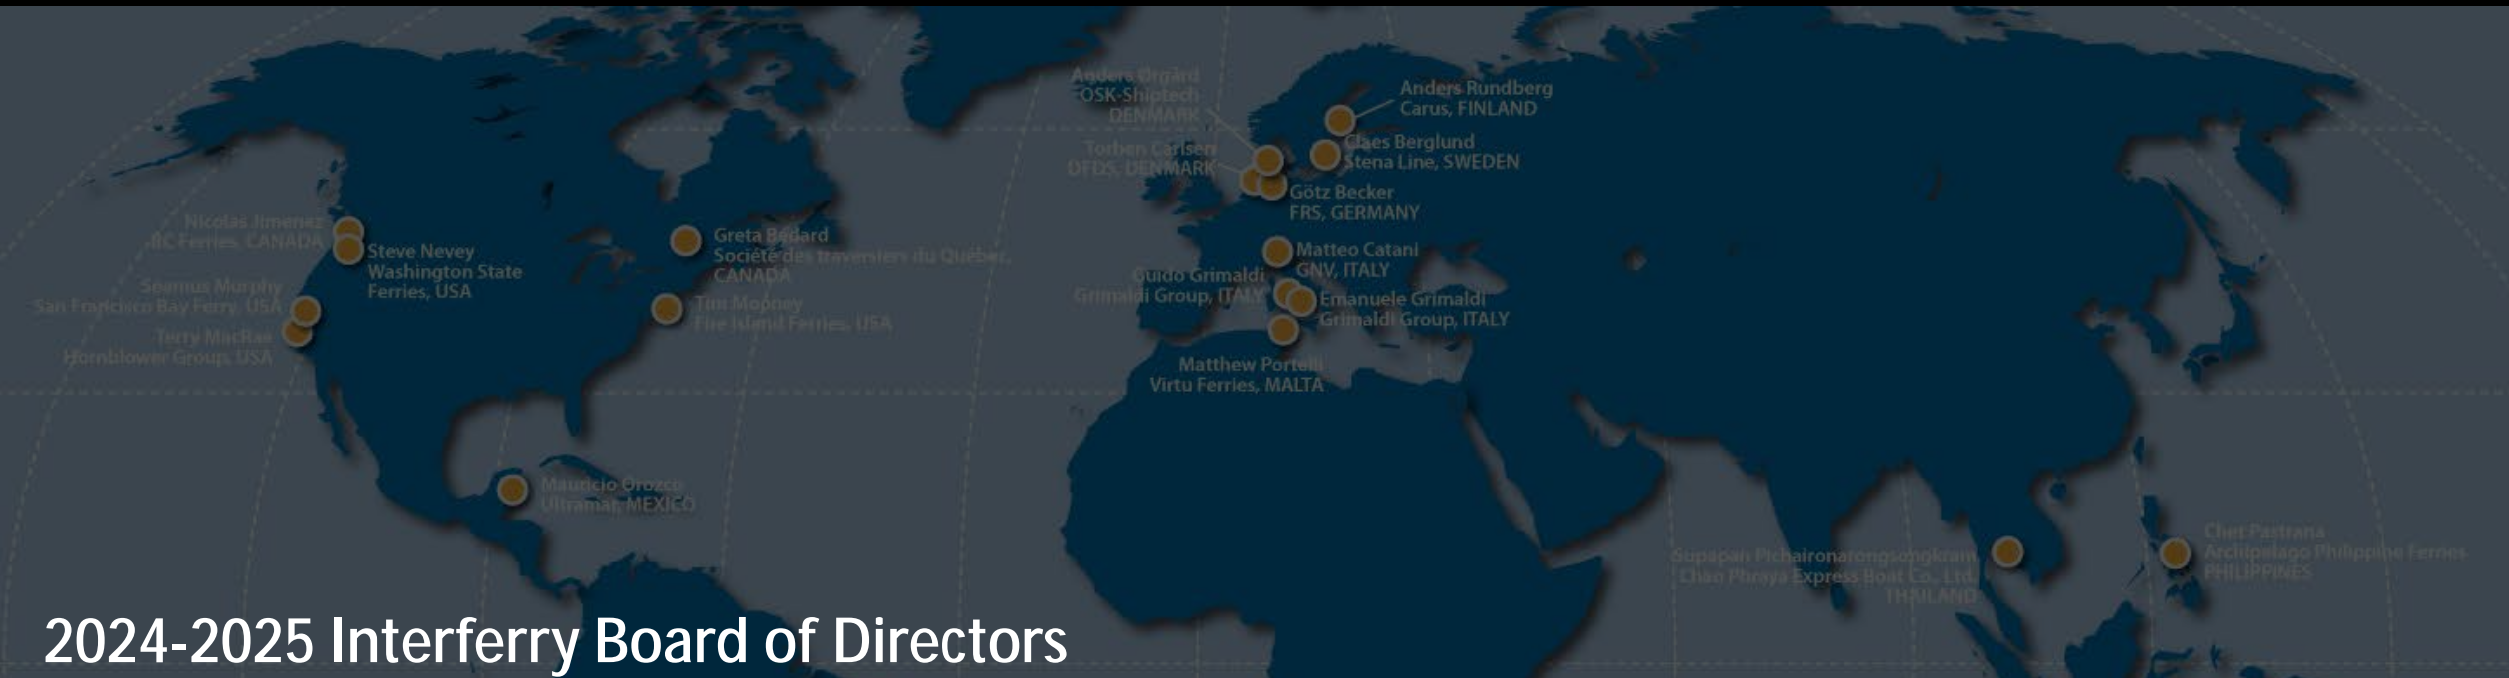 Anders Ørgård
OSK-Shiptech
DENMARK
Anders Rundberg
Carus, FINLAND
Torben Carlsen
DFDS, DENMARK
Claes Berglund
Stena Line, SWEDEN
Götz Becker
FRS, GERMANY
Nicolas Jimenez
BC Ferries, CANADA
Steve Nevey
Washington State
Ferries, USA
Greta Bédard
Société des traversiers du Québec,
CANADA
Matteo Catani
GNV, ITALY
Guido Grimaldi
Grimaldi Group, ITALY
Emanuele Grimaldi
Grimaldi Group, ITALY
Seamus Murphy
San Francisco Bay Ferry, USA
Terry MacRae
Hornblower Group, USA
Tim Mooney
Fire Island Ferries, USA
Matthew Portelli
Virtu Ferries, MALTA
Mauricio Orozco
Ultramar, MEXICO
Supapan Pichaironarongsongkram
Chao Phraya Express Boat Co., Ltd.
THAILAND
Chet Pastrana
Archipelago Philippine Ferries
PHILIPPINES
2024-2025 Interferry Board of Directors